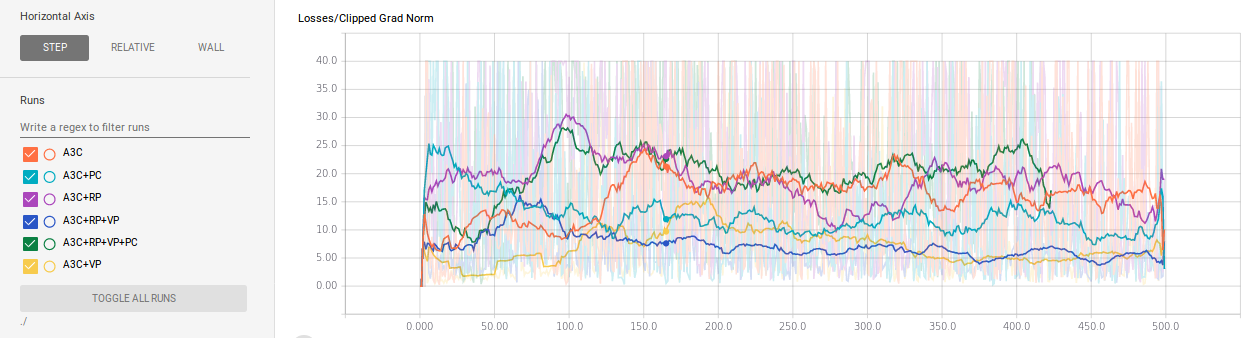 Horizontal Axis
STEP
RELATIVE
WALL
Runs
Write a regex to filter runs
A3C
A3C+PC
A3C+RP
A3C+RP+VP
A3C+RP+VP+PC
A3C+VP
TOGGLE ALL RUNS
./
Losses/Clipped Grad Norm
40.0
35.0
30.0
25.0
20.0
15.0
10.0
5.00
0.00
0.000 50.00 100.0 150.0 200.0 250.0 300.0 350.0 400.0 450.0 500.0